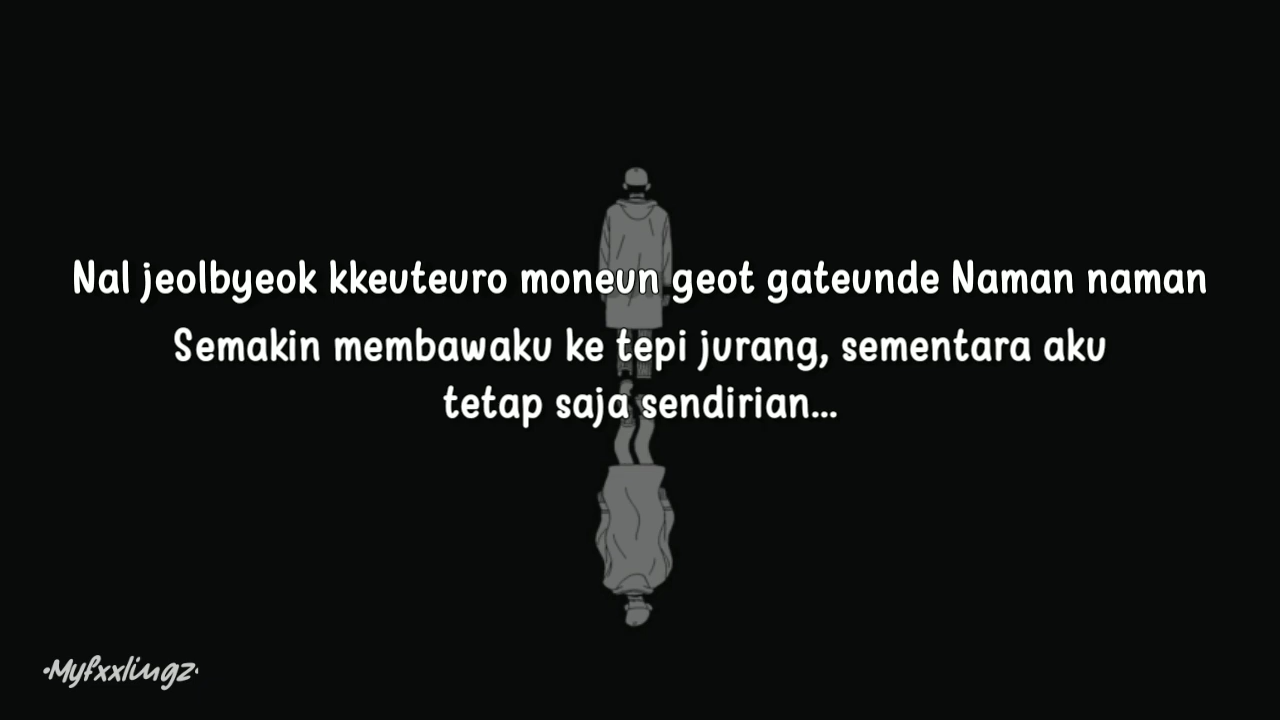 Nal jeolbyeok kkeuteuro moneun geot gateunde Naman naman
Semakin membawaku ke tepi jurang, sementara aku
tetap saja sendirian...
•Myfxxlingz•